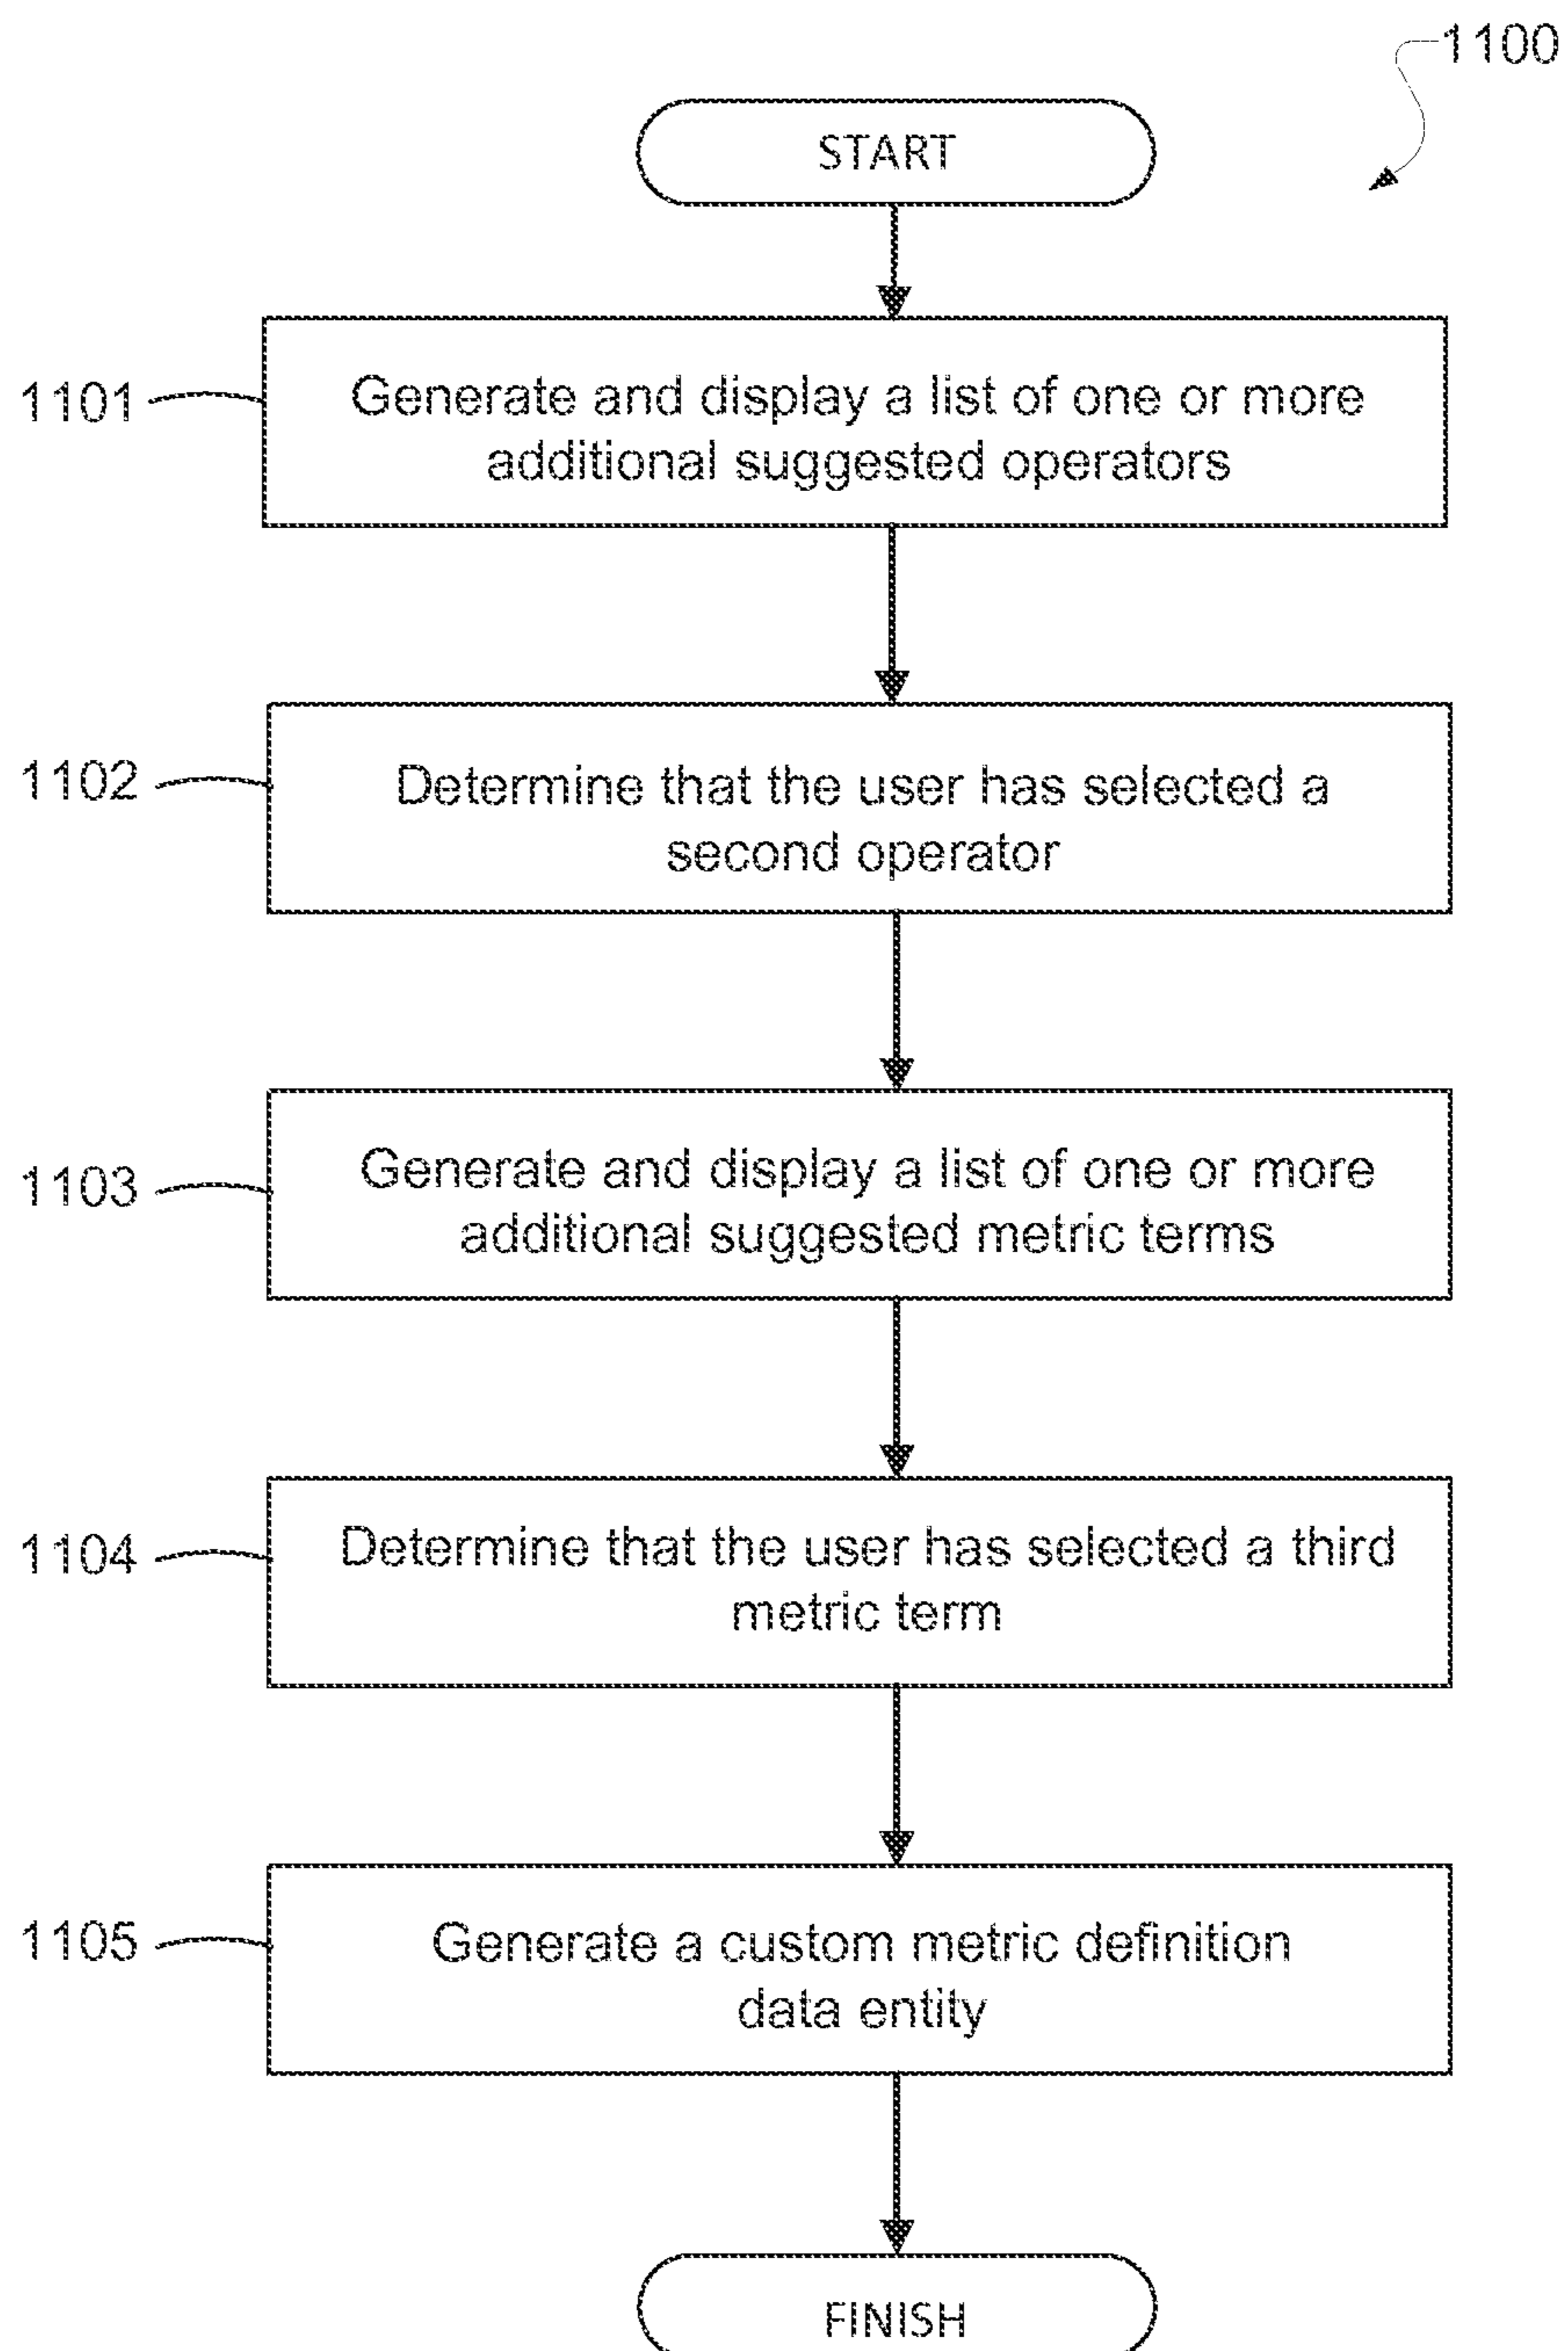 1100
START
1101
Generate and display a list of one or more
additional suggested operators
1102
Determine that the user has selected a
second operator
1103
Generate and display a list of one or more
additional suggested metric terms
1104
Determine that the user has selected a third
metric term
1105
Generate a custom metric definition
data entity
FINISH